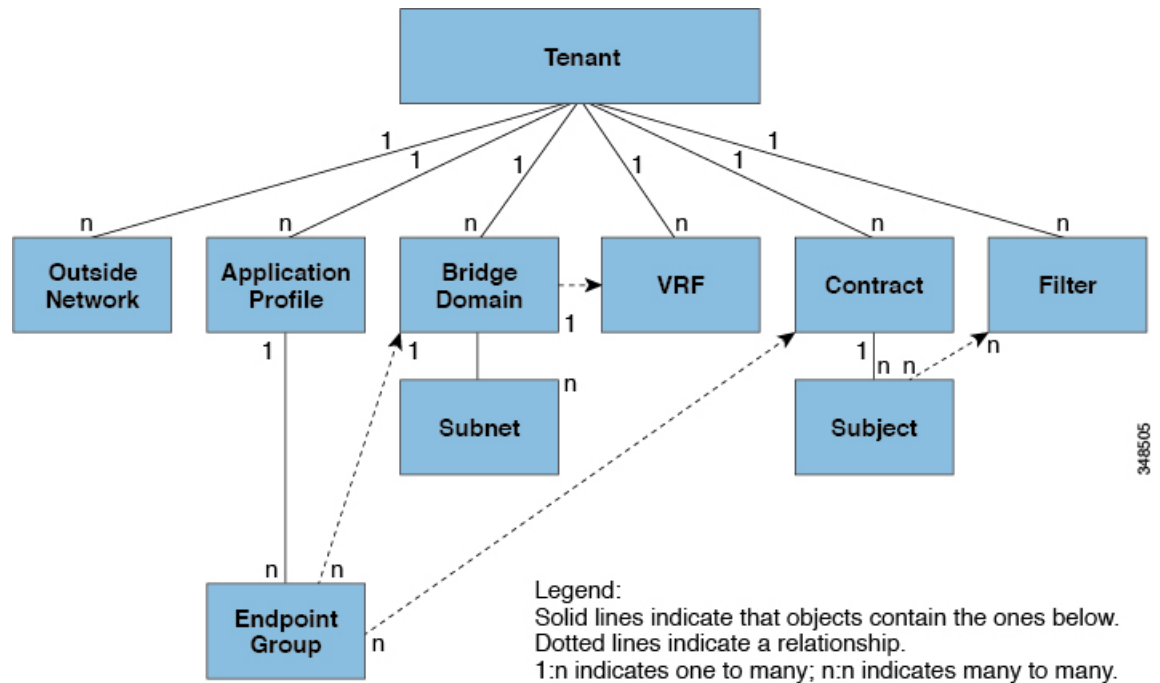 Tenant
1
1
1
1
1
1
n
n
n
n
n
n
Outside
Network
Application
Profile
Bridge
Domain
VRF
Contract
Filter
1
1
1
1
n
n
n
n
Subnet
Subject
348505
n
n
Endpoint
Group
n
Legend:
Solid lines indicate that objects contain the ones below.
Dotted lines indicate a relationship.
1:n indicates one to many; n:n indicates many to many.